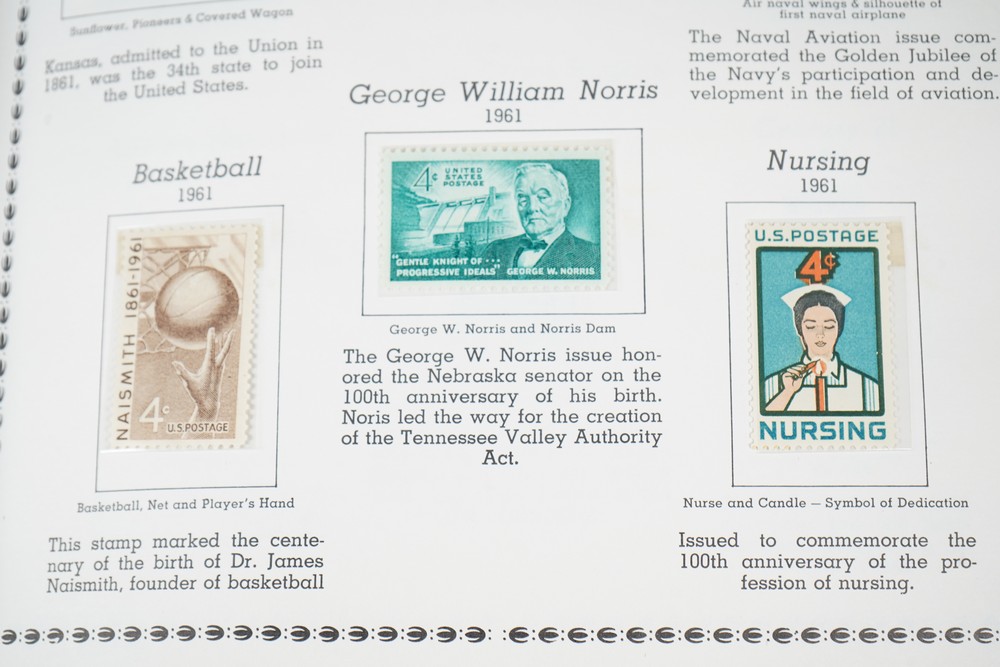 Sunflower, Pioneers & Covered Wagon
Kansas, admitted to the Union in
1861, was the 34th state to join
the United States.
Air naval wings & silhouette of
first naval airplane
The Naval Aviation issue com-
memorated the Golden Jubilee of
the Navy's participation and de-
velopment in the field of aviation.
George William Norris
1961
4¢ UNITED
STATES
POSTAGE
"GENTLE KNIGHT OF ...
PROGRESSIVE IDEALS" GEORGE W. NORRIS
George W. Norris and Norris Dam
The George W. Norris issue hon-
ored the Nebraska senator on the
100th anniversary of his birth.
Noris led the way for the creation
of the Tennessee Valley Authority
Act.
Basketball
1961
NAISMITH 1861-1961
4¢ U.S. POSTAGE
Basketball, Net and Player's Hand
This stamp marked the cente-
nary of the birth of Dr. James
Naismith, founder of basketball
Nursing
1961
U.S. POSTAGE
4¢
NURSING
Nurse and Candle – Symbol of Dedication
Issued to commemorate the
100th anniversary of the pro-
fession of nursing.